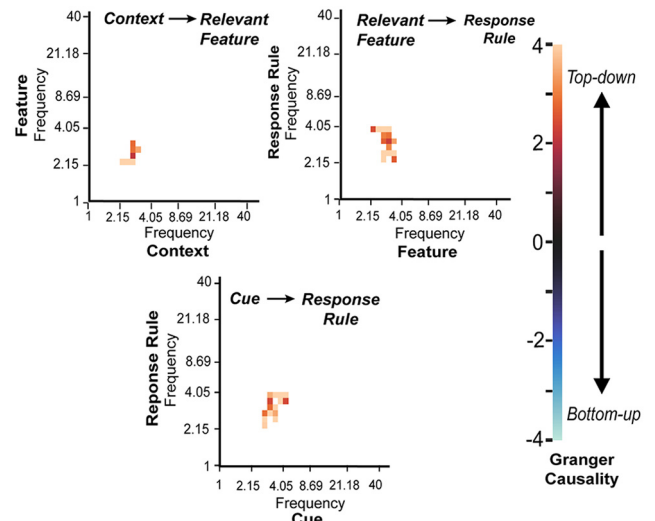 Context → Relevant
Feature
40
21.18
8.69
4.05
2.15
1
Feature
Frequency
1 2.15 4.05 8.69 21.18 40
Frequency
Context
Relevant → Response
Feature Rule
40
21.18
8.69
4.05
2.15
1
Response Rule
Frequency
1 2.15 4.05 8.69 21.18 40
Frequency
Feature
Cue → Response
Rule
40
21.18
8.69
4.05
2.15
1
Reponse Rule
Frequency
1 2.15 4.05 8.69 21.18 40
Frequency
Cue
4
2
0
-2
-4
Top-down
Bottom-up
Granger
Causality